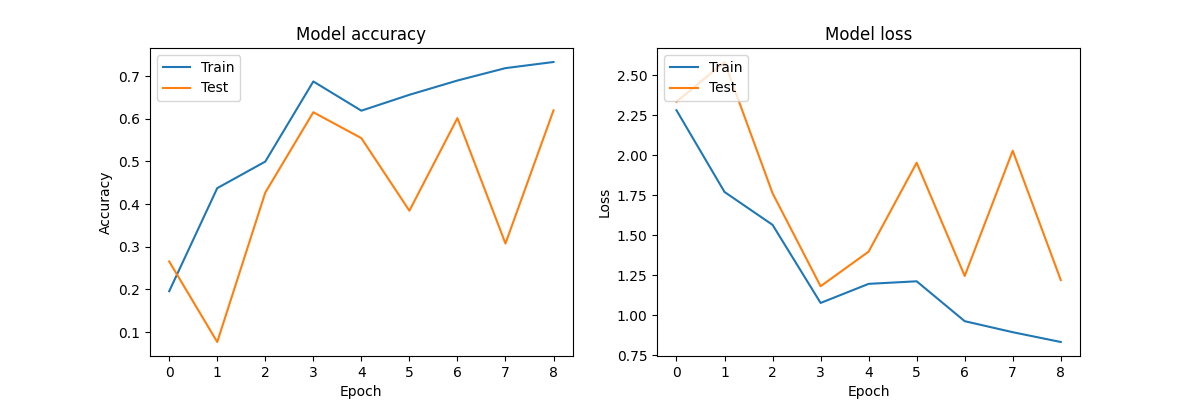 Model accuracy
Train
Test
0.7
0.6
0.5
0.4
0.3
0.2
0.1
Accuracy
0 1 2 3 4 5 6 7 8
Epoch
Model loss
Train
Test
2.50
2.25
2.00
1.75
1.50
1.25
1.00
0.75
Loss
0 1 2 3 4 5 6 7 8
Epoch